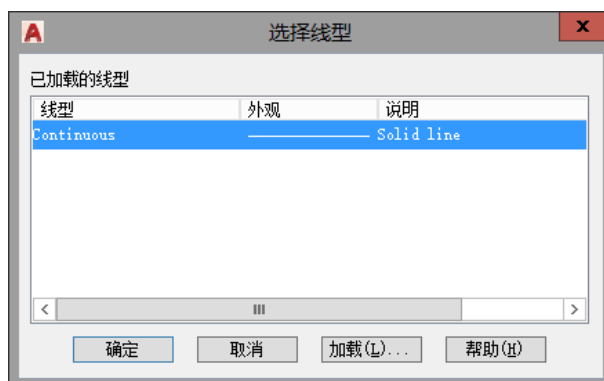 选择线型
已加载的线型
线型 外观 说明
Continuous Solid line
确定 取消 加载(L)... 帮助(H)